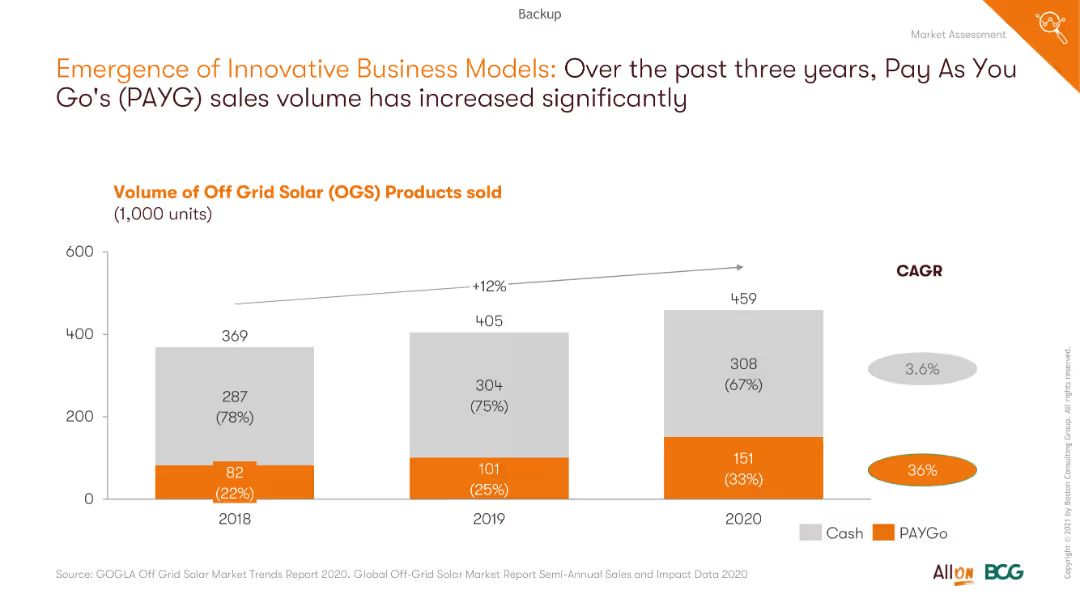 Backup
Market Assessment
Emergence of Innovative Business Models: Over the past three years, Pay As You
Go's (PAYG) sales volume has increased significantly
Volume of Off Grid Solar (OGS) Products sold
(1,000 units)
600
400
200
0
+12%
369
287
(78%)
82
(22%)
2018
405
304
(75%)
101
(25%)
2019
459
308
(67%)
151
(33%)
2020
CAGR
3.6%
36%
Cash
PAYGo
Source: GOGLA Off Grid Solar Market Trends Report 2020, Global Off-Grid Solar Market Report Semi-Annual Sales and Impact Data 2020
All on
BCG
Copyright © 2021 by Boston Consulting Group. All rights reserved.